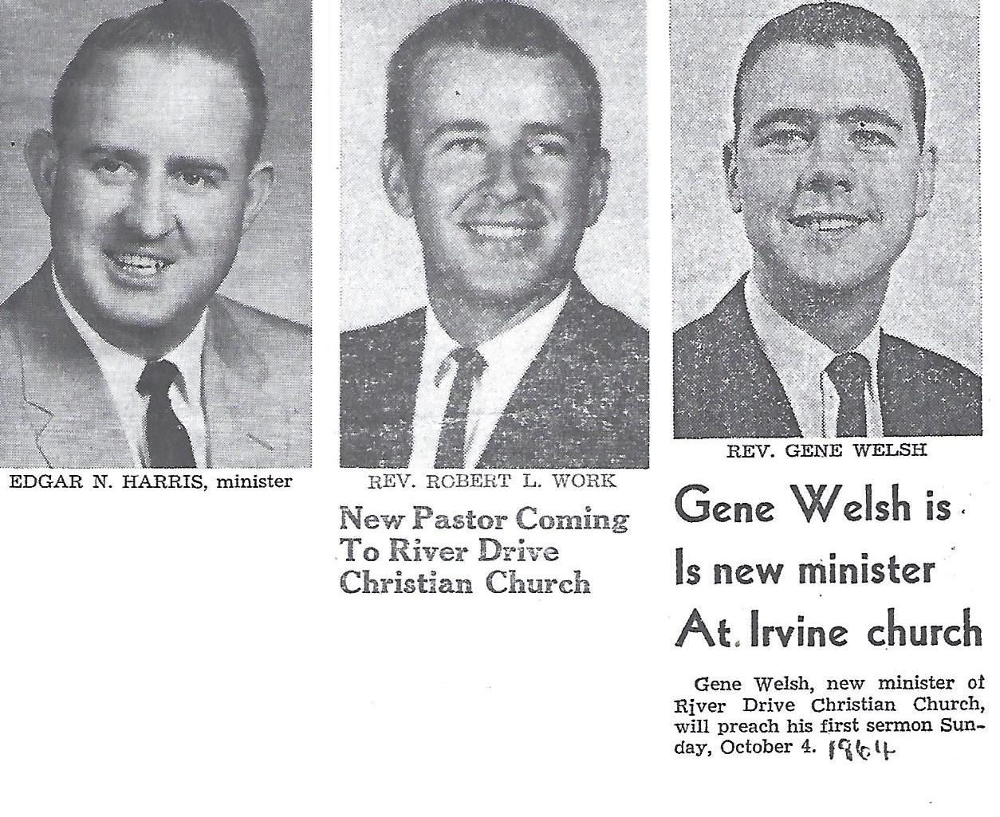 EDGAR N. HARRIS, minister
REV. ROBERT L. WORK
New Pastor Coming
To River Drive
Christian Church
REV. GENE WELSH
Gene Welsh is
Is new minister
At. Irvine church
Gene Welsh, new minister of
River Drive Christian Church,
will preach his first sermon Sun-
day, October 4. 1964